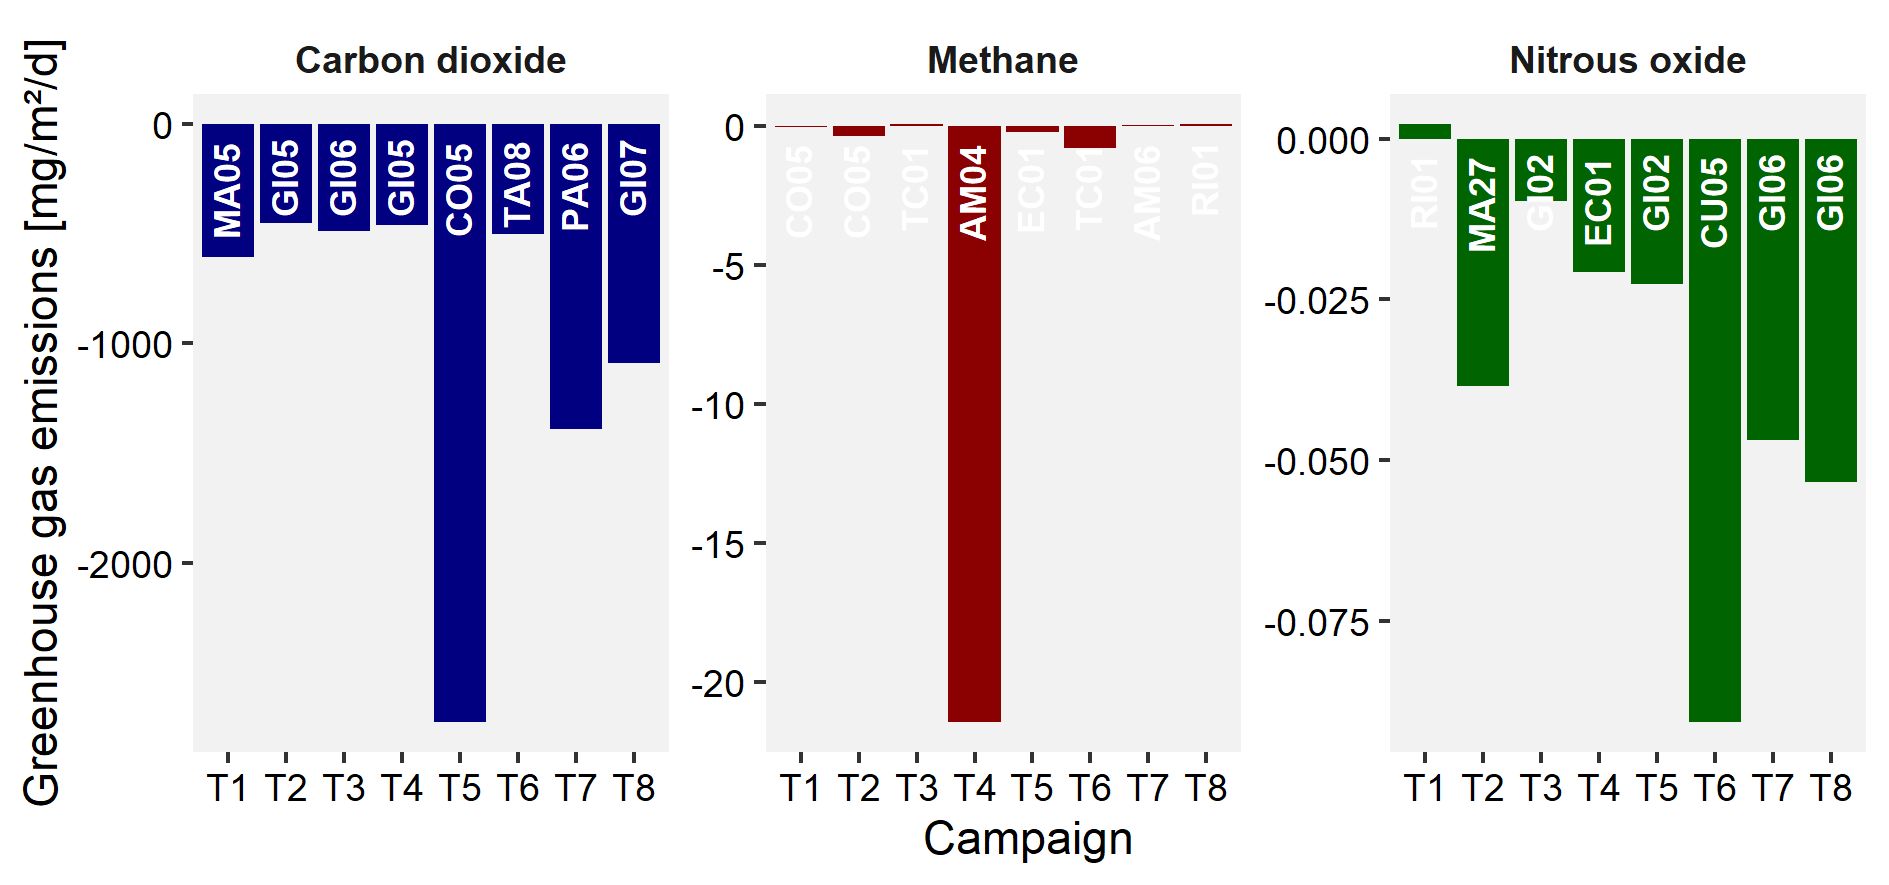 Carbon dioxide
Methane
Nitrous oxide
Greenhouse gas emissions [mg/m²/d]
0
-1000
-2000
MA05
GI05
GI06
GI05
CO05
TA08
PA06
GI07
T1 T2 T3 T4 T5 T6 T7 T8
0
-5
-10
-15
-20
CO05
CO05
TC01
AM04
EC01
TC01
AM06
RI01
T1 T2 T3 T4 T5 T6 T7 T8
0.000
-0.025
-0.050
-0.075
RI01
MA27
GI02
EC01
GI02
CU05
GI06
GI06
T1 T2 T3 T4 T5 T6 T7 T8
Campaign